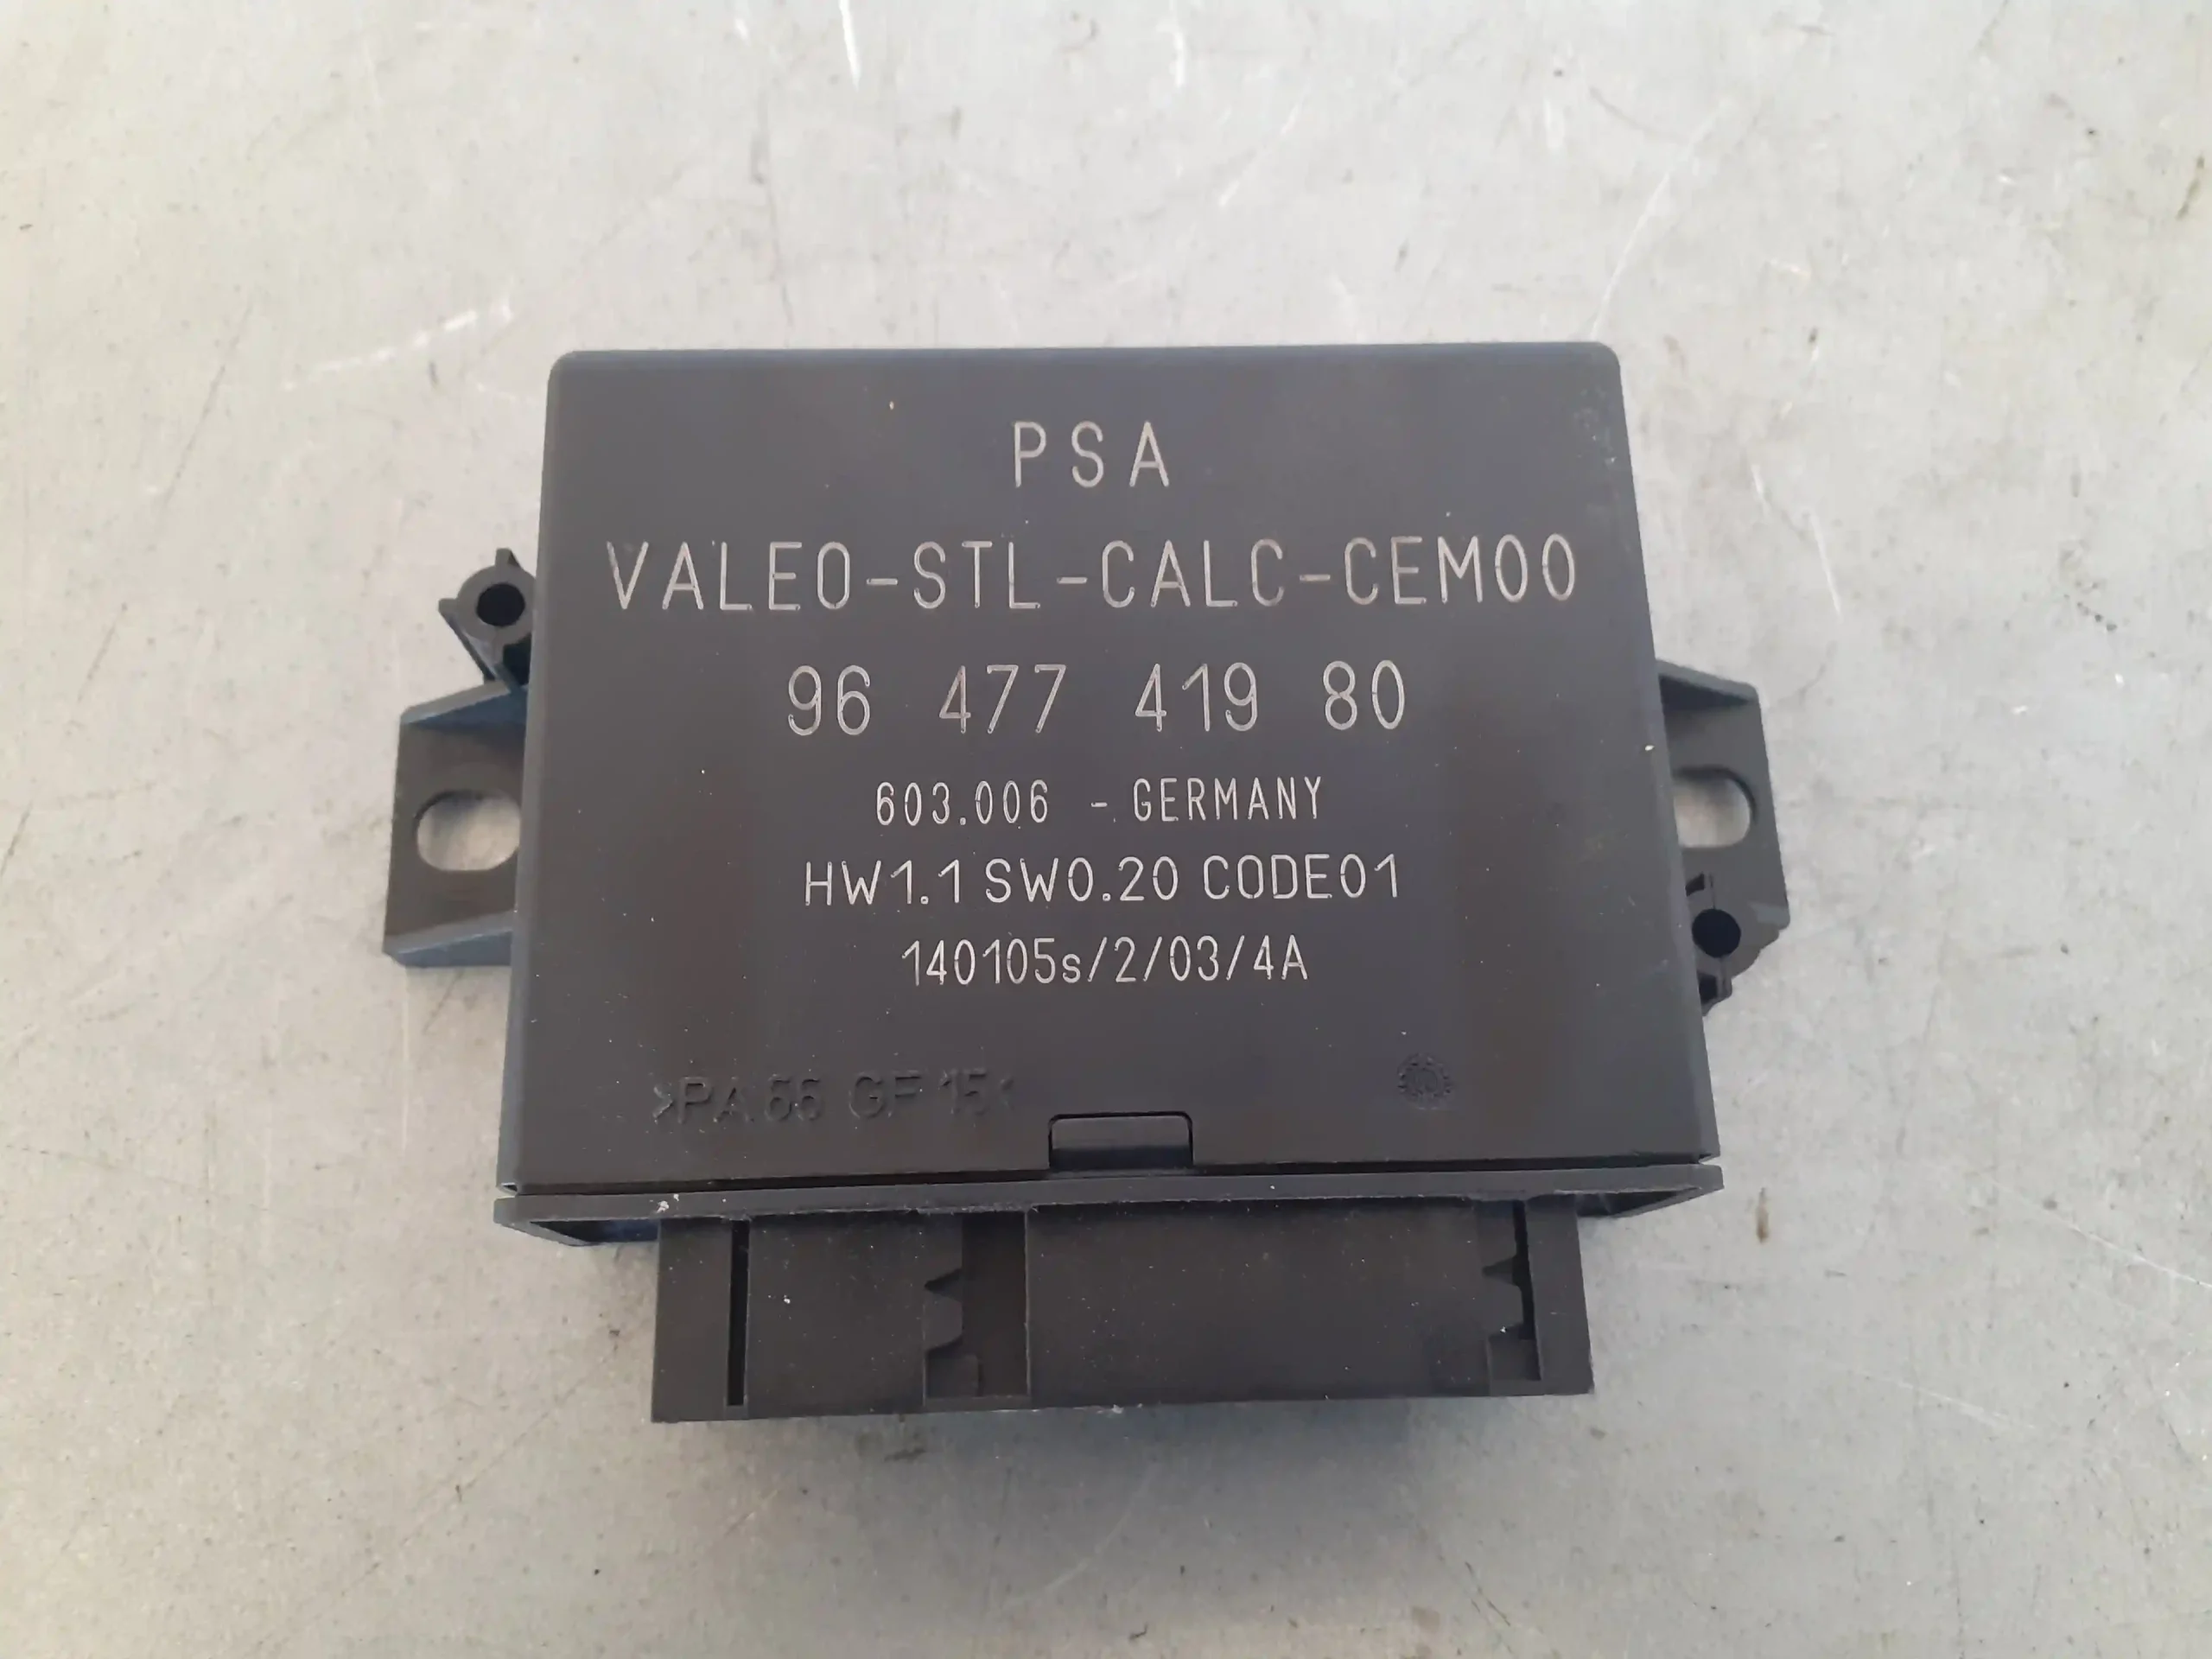 PSA
VALEO-STL-CALC-CEM00
96 477 419 80
603.006 - GERMANY
HW1.1 SW0.20 CODE01
140105s/2/03/4A
>PA 66 GF 15<